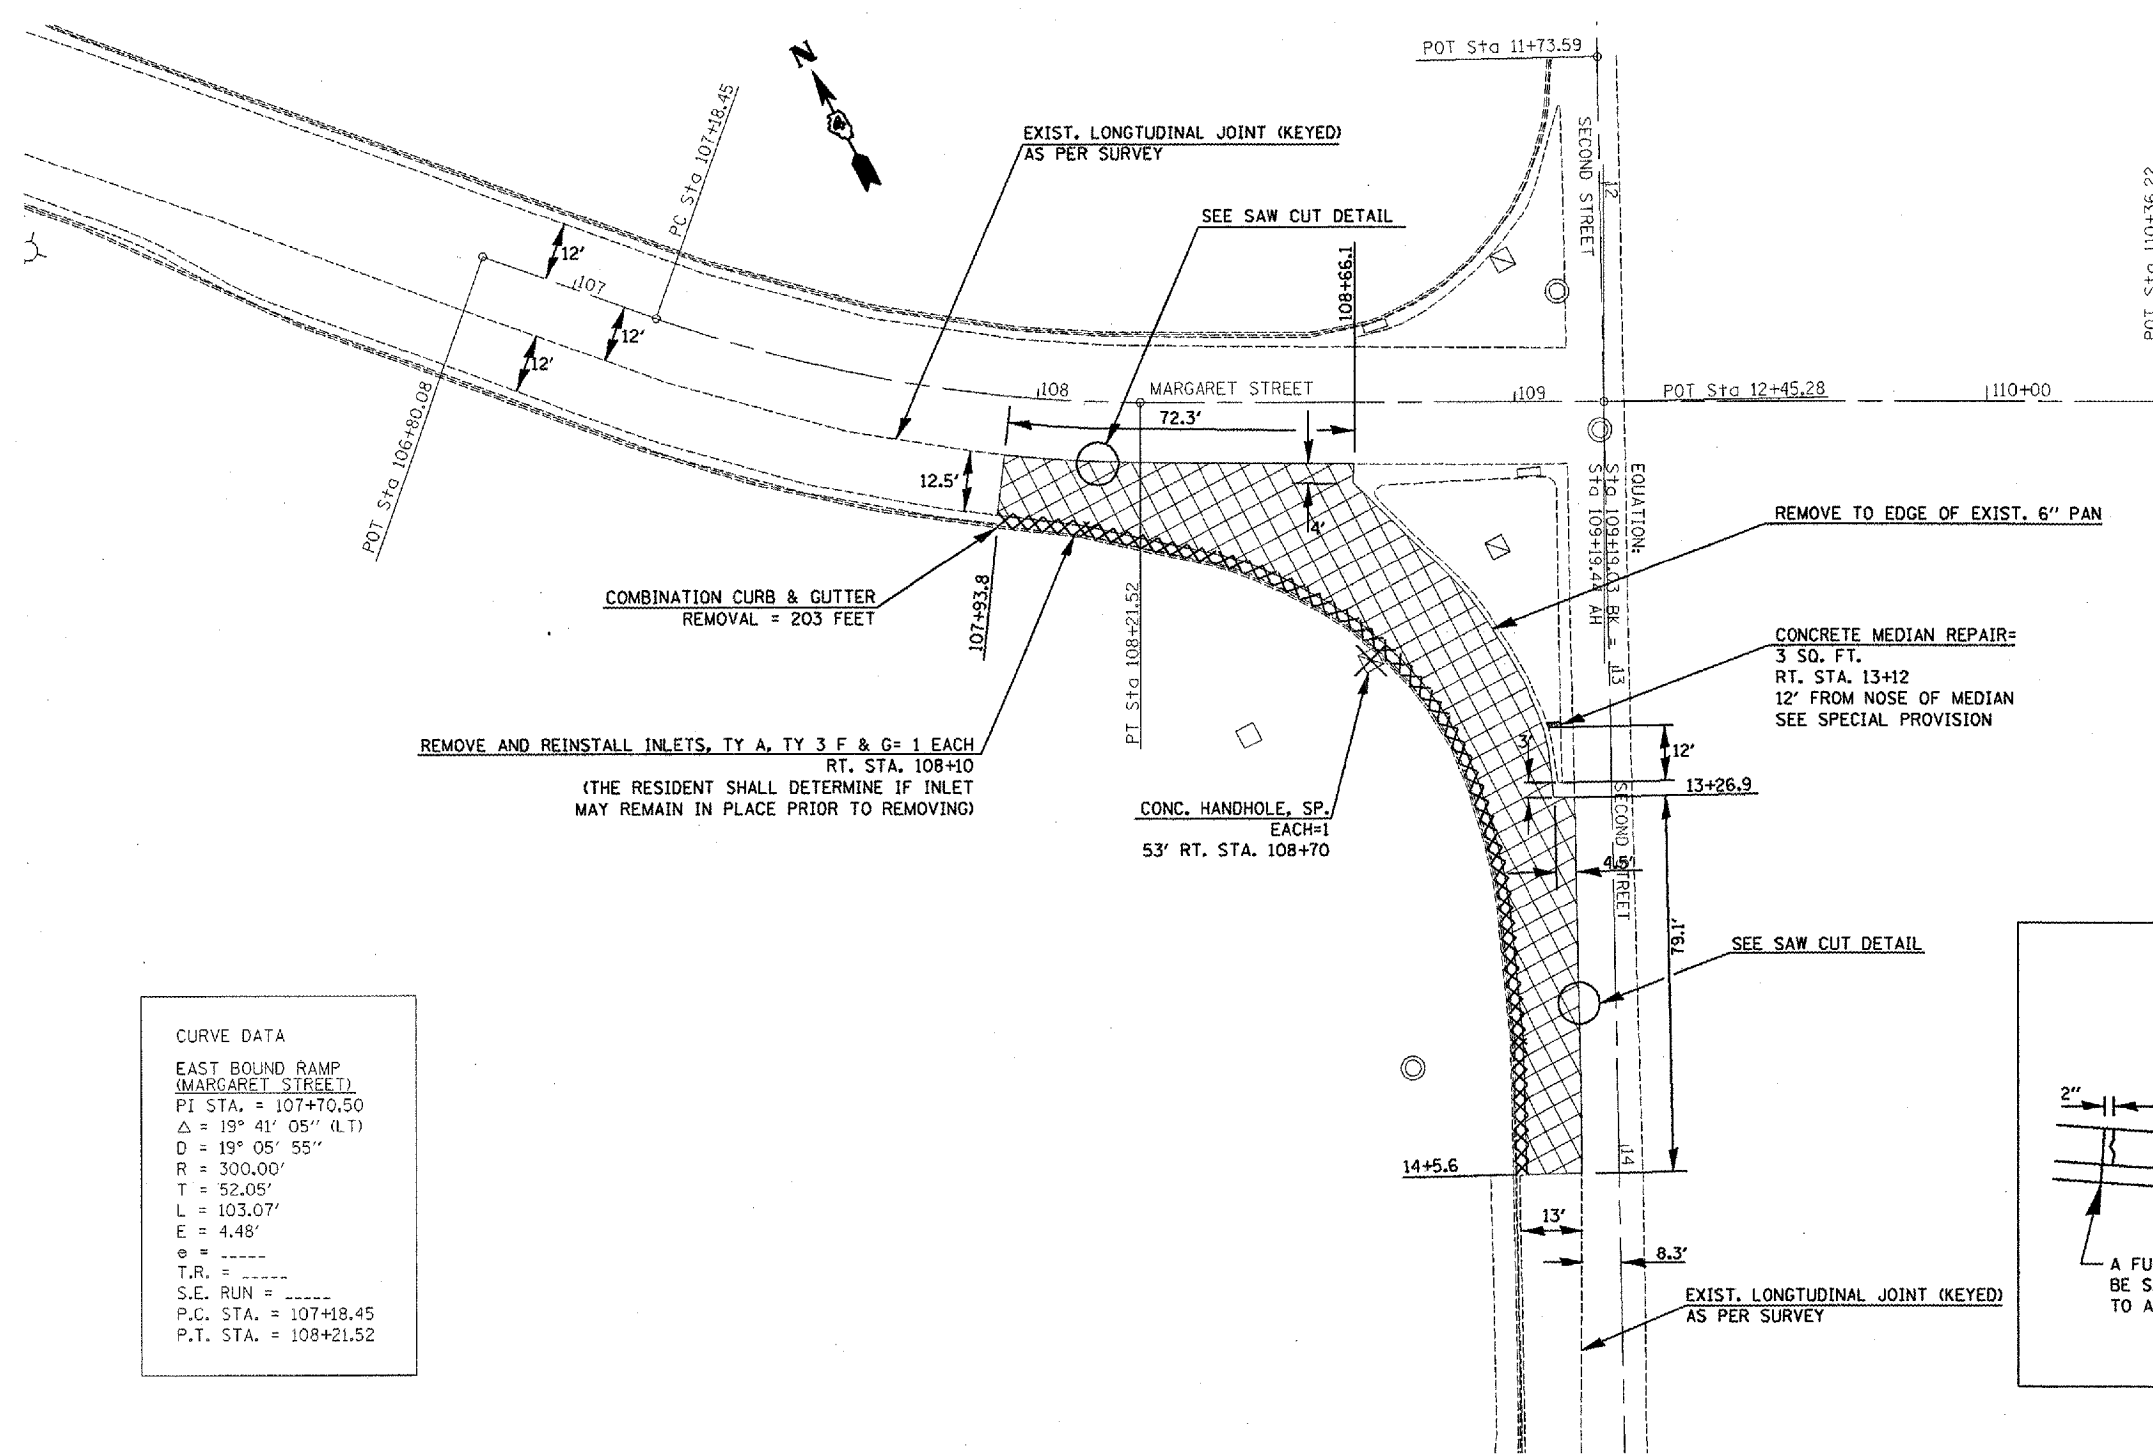 POT Sta 11+73.59
N
PC Sta 107+18.45
EXIST. LONGTUDINAL JOINT (KEYED)
AS PER SURVEY
SECOND STREET
12
POT Sta 110+36.22
SEE SAW CUT DETAIL
108+66.1
12'
107
12'
12'
POT Sta 106+80.08
108
MARGARET STREET
109
POT Sta 12+45.28
110+00
72.3'
12.5'
4'
EQUATION:
Sta 109+19.03 BK =
Sta 109+19.44 AH
REMOVE TO EDGE OF EXIST. 6" PAN
COMBINATION CURB & GUTTER
REMOVAL = 203 FEET
107+93.8
PT Sta 108+21.52
13
CONCRETE MEDIAN REPAIR=
3 SQ. FT.
RT. STA. 13+12
12' FROM NOSE OF MEDIAN
SEE SPECIAL PROVISION
REMOVE AND REINSTALL INLETS, TY A, TY 3 F & G= 1 EACH
RT. STA. 108+10
(THE RESIDENT SHALL DETERMINE IF INLET
MAY REMAIN IN PLACE PRIOR TO REMOVING)
3'
12'
13+26.9
SECOND STREET
CONC. HANDHOLE, SP.
EACH=1
53' RT. STA. 108+70
4.5'
79.1'
SEE SAW CUT DETAIL
14
14+5.6
13'
8.3'
EXIST. LONGTUDINAL JOINT (KEYED)
AS PER SURVEY
CURVE DATA
EAST BOUND RAMP
(MARGARET STREET)
PI STA. = 107+70.50
△ = 19° 41' 05" (LT)
D = 19° 05' 55"
R = 300.00'
T = 52.05'
L = 103.07'
E = 4.48'
e = _____
T.R. = _____
S.E. RUN = _____
P.C. STA. = 107+18.45
P.T. STA. = 108+21.52
2"
A FU
BE S
TO A